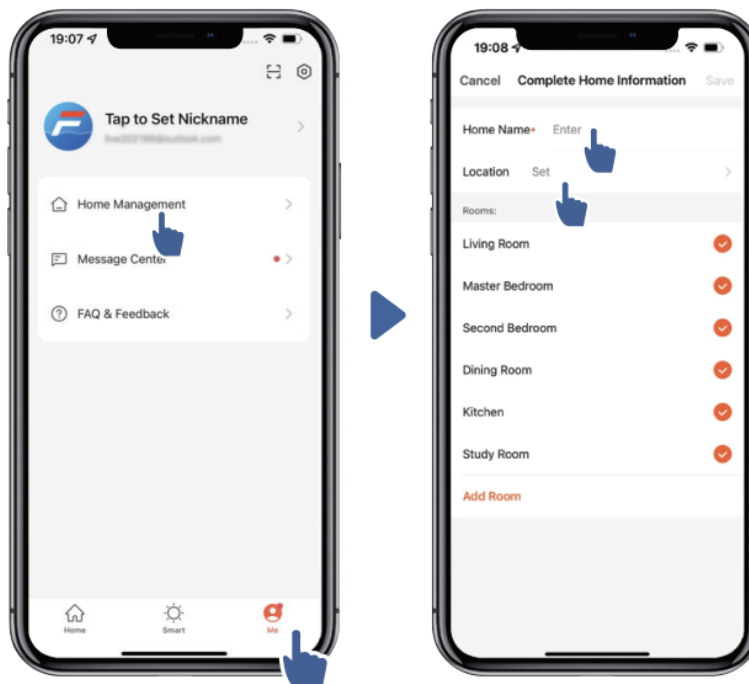 19:07
Tap to Set Nickname
Home Management
Message Center
FAQ & Feedback
Home
Smart
Me
19:08
Cancel Complete Home Information Save
Home Name* Enter
Location Set
Rooms:
Living Room
Master Bedroom
Second Bedroom
Dining Room
Kitchen
Study Room
Add Room